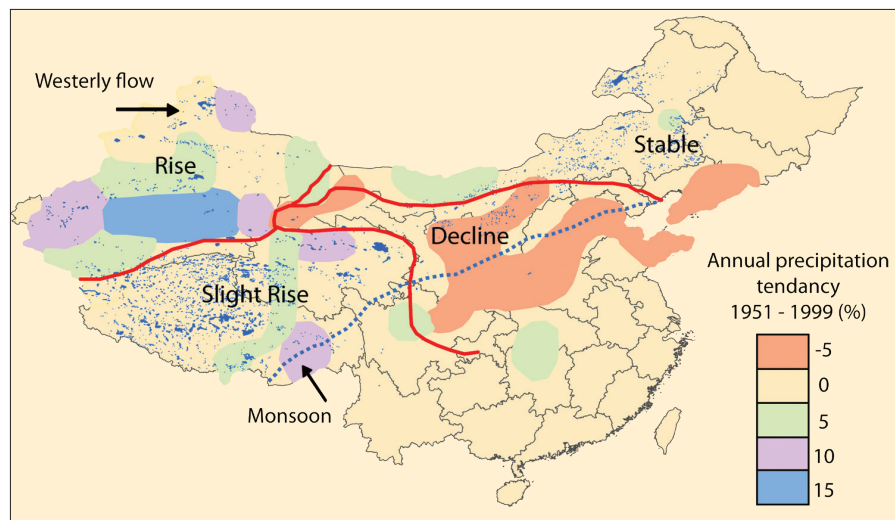 Westerly flow
Rise
Stable
Decline
Slight Rise
Monsoon
Annual precipitation
tendancy
1951 - 1999 (%)
-5
0
5
10
15